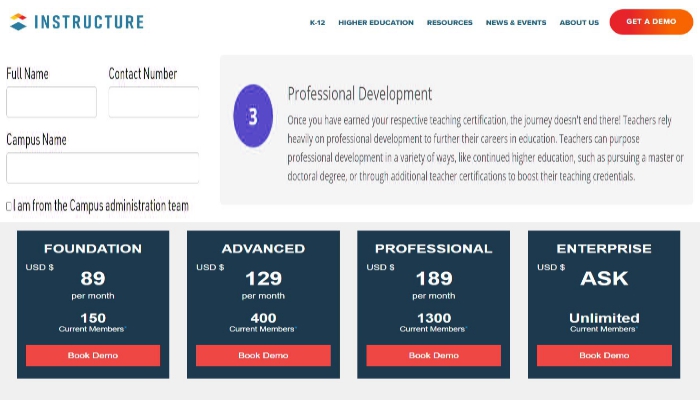 INSTRUCTURE
K-12 HIGHER EDUCATION RESOURCES NEWS & EVENTS ABOUT US GET A DEMO
Full Name Contact Number
Campus Name
I am from the Campus administration team
3
Professional Development
Once you have earned your respective teaching certification, the journey doesn't end there! Teachers rely
heavily on professional development to further their careers in education. Teachers can purpose
professional development in a variety of ways, like continued higher education, such as pursuing a master or
doctoral degree, or through additional teacher certifications to boost their teaching credentials.
FOUNDATION
USD $
89
per month
150
Current Members*
Book Demo
ADVANCED
USD $
129
per month
400
Current Members*
Book Demo
PROFESSIONAL
USD $
189
per month
1300
Current Members*
Book Demo
ENTERPRISE
USD $
ASK
Unlimited
Current Members*
Book Demo